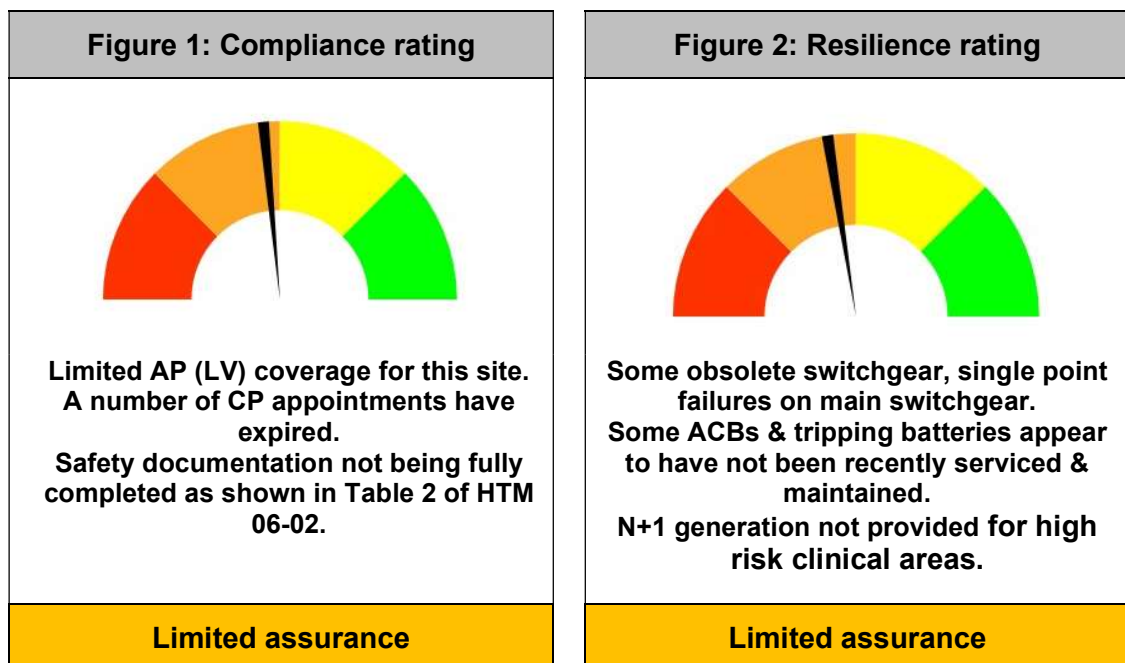 Figure 1: Compliance rating
Limited AP (LV) coverage for this site.
A number of CP appointments have
expired.
Safety documentation not being fully
completed as shown in Table 2 of HTM
06-02.
Limited assurance
Figure 2: Resilience rating
Some obsolete switchgear, single point
failures on main switchgear.
Some ACBs & tripping batteries appear
to have not been recently serviced &
maintained.
N+1 generation not provided for high
risk clinical areas.
Limited assurance